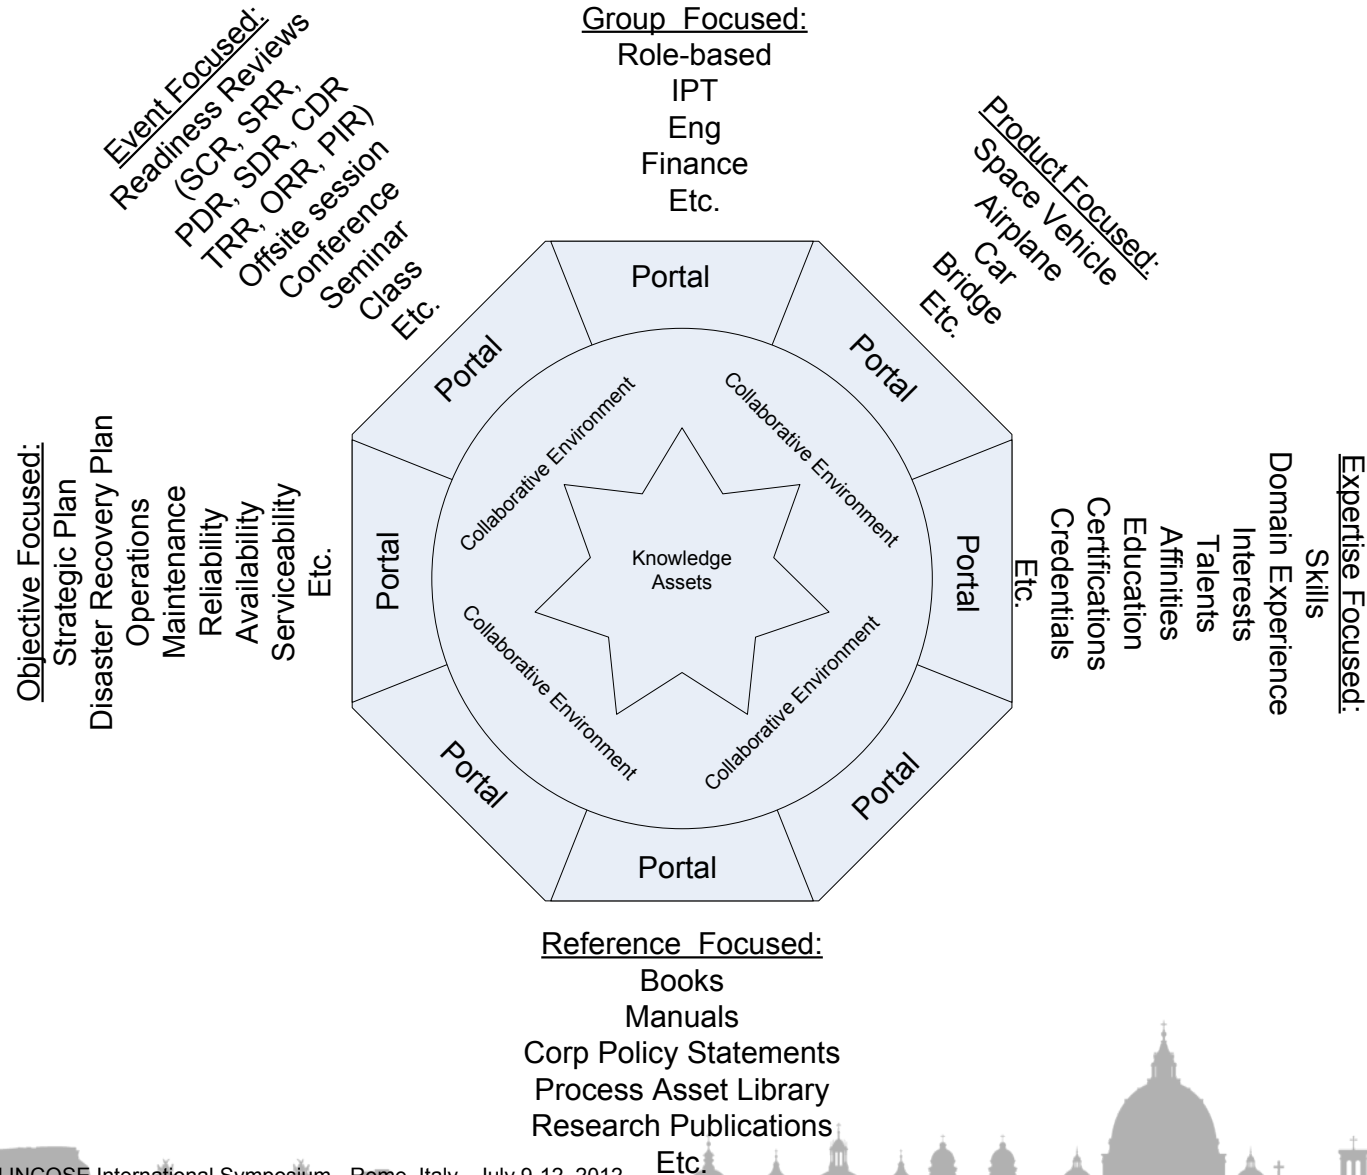 Group Focused:
Role-based
IPT
Eng
Finance
Etc.
Event Focused:
Readiness Reviews
(SCR, SRR,
PDR, SDR, CDR
TRR, ORR, PIR)
Offsite session
Conference
Seminar
Class
Etc.
Product Focused:
Space Vehicle
Airplane
Car
Bridge
Etc.
Objective Focused:
Strategic Plan
Disaster Recovery Plan
Operations
Maintenance
Reliability
Availability
Serviceability
Etc.
Portal
Portal
Portal
Portal
Portal
Portal
Portal
Portal
Collaborative Environment
Collaborative Environment
Collaborative Environment
Collaborative Environment
Knowledge
Assets
Expertise Focused:
Skills
Domain Experience
Interests
Talents
Affinities
Education
Certifications
Credentials
Etc.
Reference Focused:
Books
Manuals
Corp Policy Statements
Process Asset Library
Research Publications
Etc.
INCOSE International Symposium - Rome, Italy - July 9-12, 2012